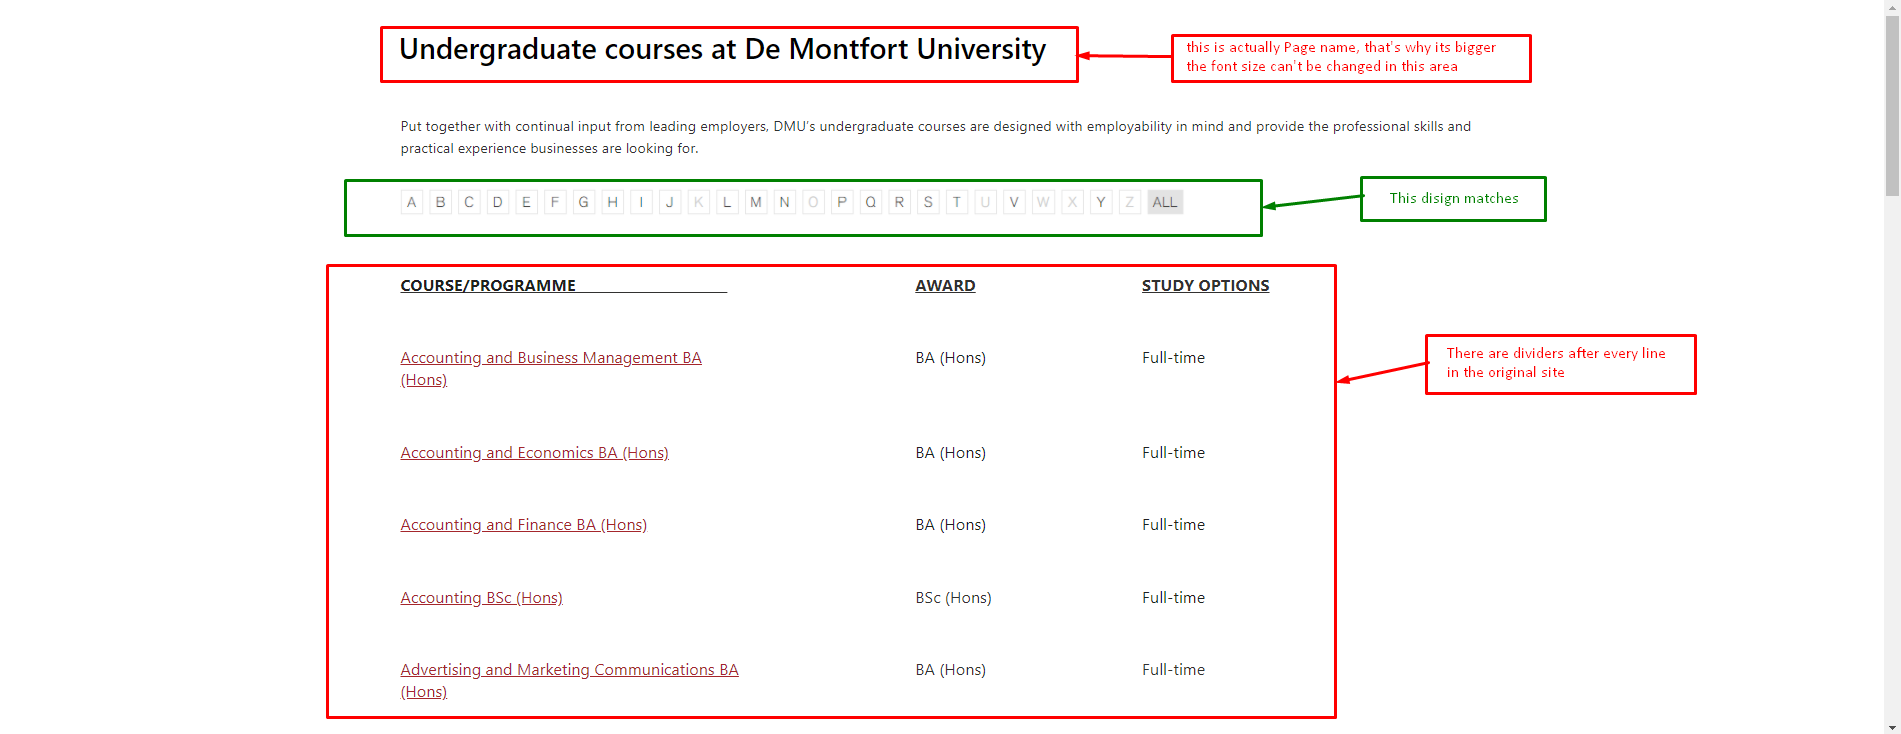 Undergraduate courses at De Montfort University
this is actually Page name, that's why its bigger
the font size can't be changed in this area
Put together with continual input from leading employers, DMU's undergraduate courses are designed with employability in mind and provide the professional skills and
practical experience businesses are looking for.
A B C D E F G H I J K L M N O P Q R S T U V W X Y Z ALL
This disign matches
COURSE/PROGRAMME AWARD STUDY OPTIONS
There are dividers after every line
in the original site
Accounting and Business Management BA BA (Hons) Full-time
(Hons)
Accounting and Economics BA (Hons) BA (Hons) Full-time
Accounting and Finance BA (Hons) BA (Hons) Full-time
Accounting BSc (Hons) BSc (Hons) Full-time
Advertising and Marketing Communications BA BA (Hons) Full-time
(Hons)